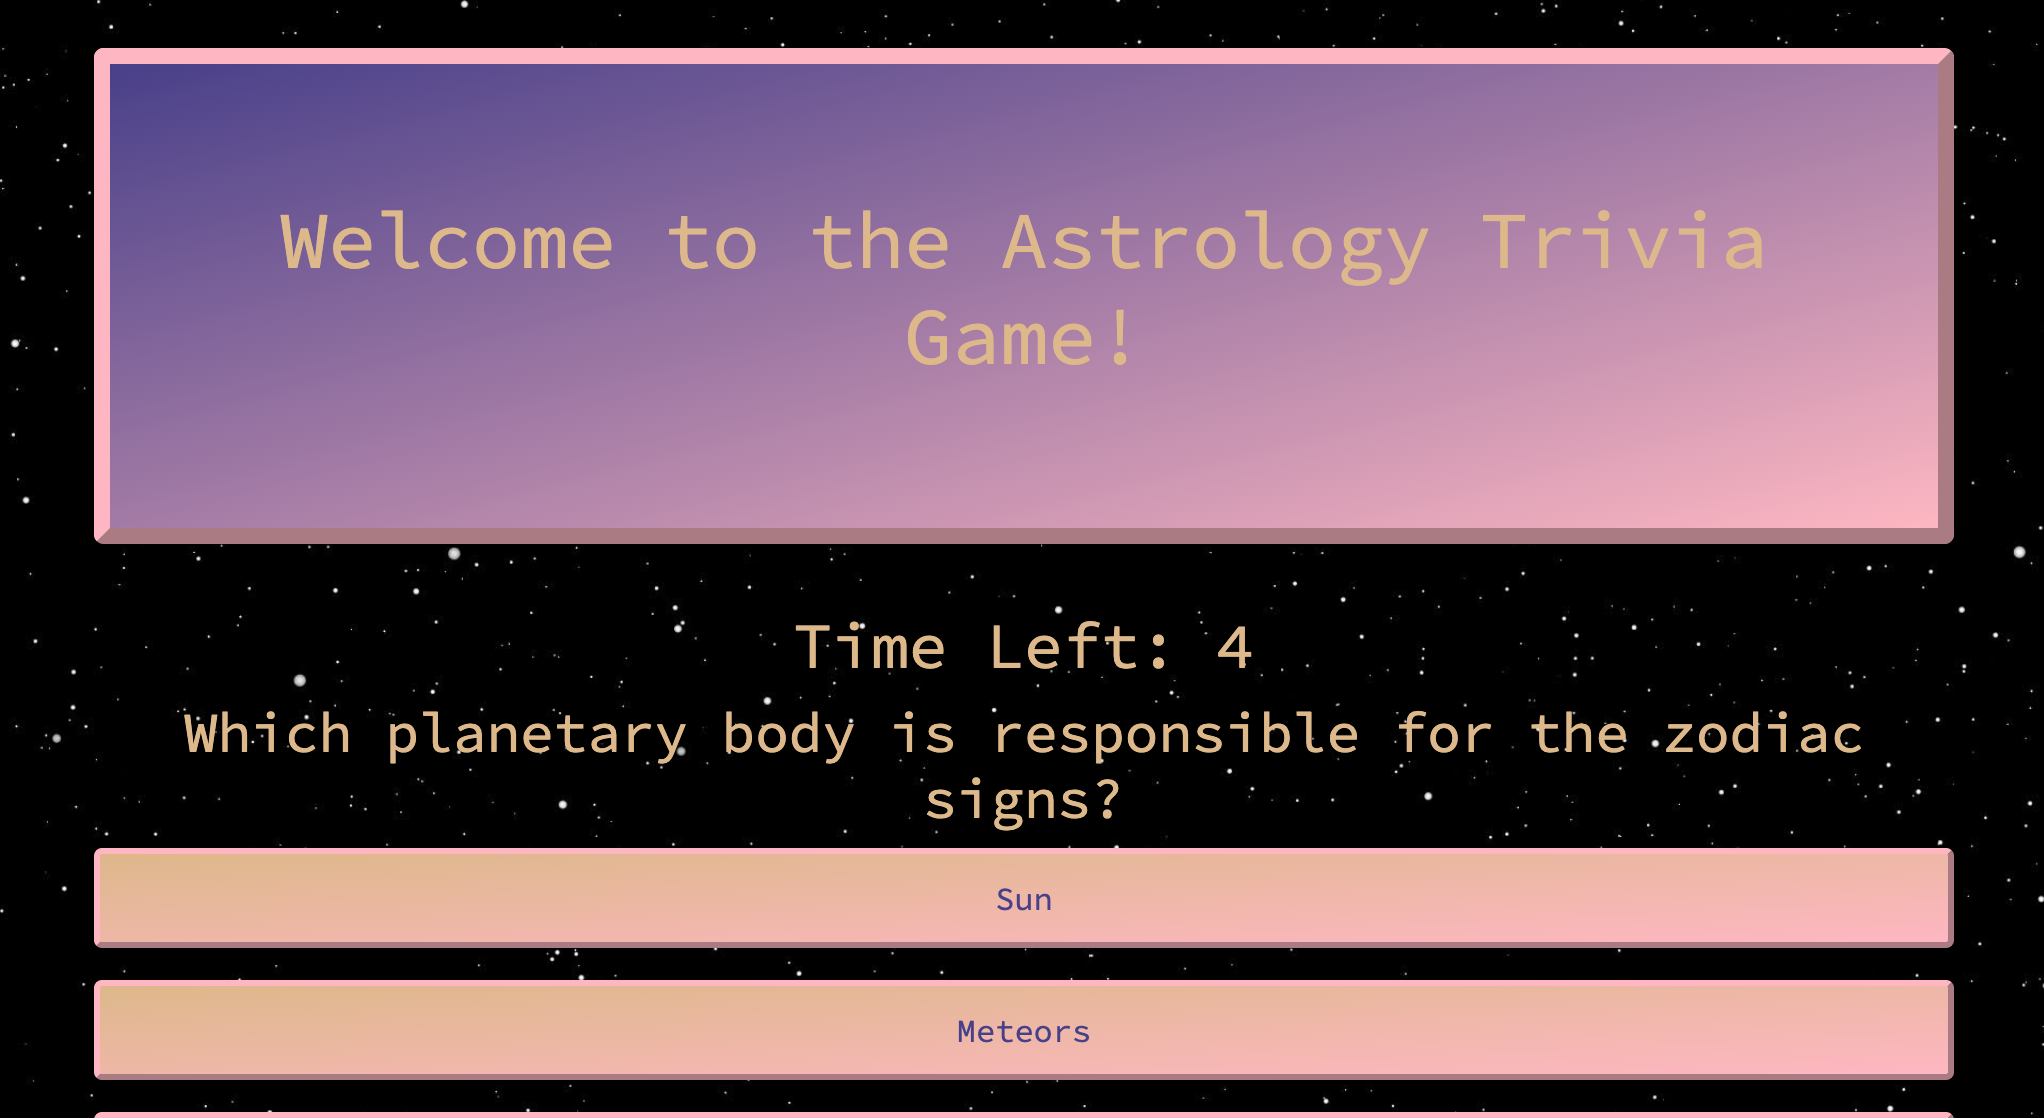 Welcome to the Astrology Trivia
Game!
Time Left: 4
Which planetary body is responsible for the zodiac
signs?
Sun
Meteors